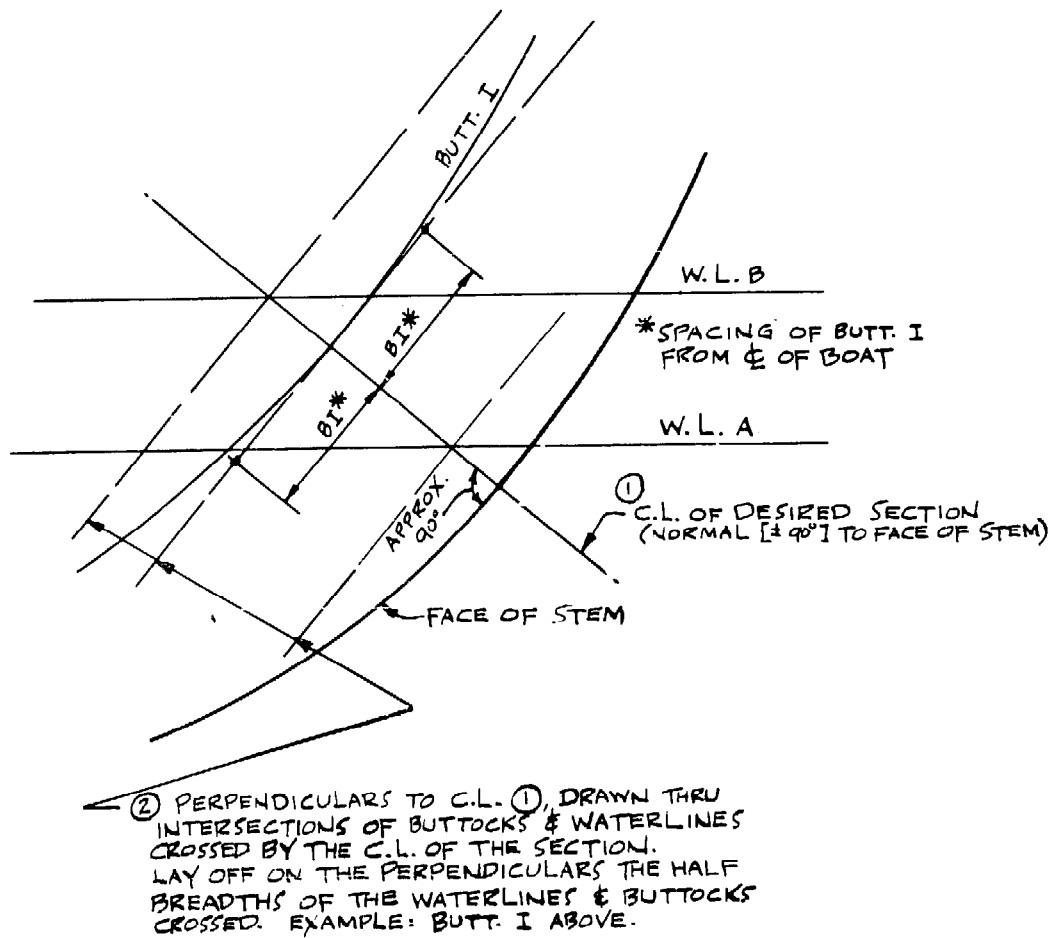 BUTT. I
W.L. B
*SPACING OF BUTT. I
FROM ℄ OF BOAT
BI*
BI*
W.L. A
APPROX.
90°
①
C.L. OF DESIRED SECTION
(NORMAL [± 90°] TO FACE OF STEM)
FACE OF STEM
② PERPENDICULARS TO C.L. ①, DRAWN THRU
INTERSECTIONS OF BUTTOCKS & WATERLINES
CROSSED BY THE C.L. OF THE SECTION.
LAY OFF ON THE PERPENDICULARS THE HALF
BREADTHS OF THE WATERLINES & BUTTOCKS
CROSSED. EXAMPLE: BUTT. I ABOVE.